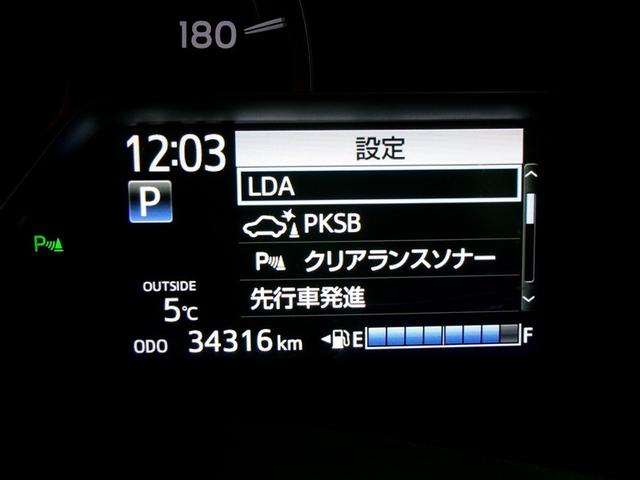 180
12:03
設定
P
LDA
PKSB
P クリアランスソナー
先行車発進
P
OUTSIDE
5℃
ODO 34316 km
E F